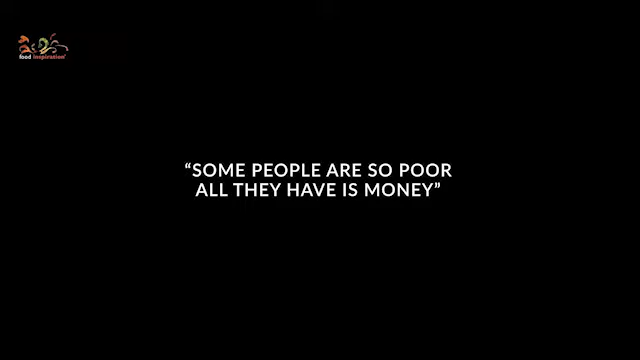 food inspiration
“SOME PEOPLE ARE SO POOR
ALL THEY HAVE IS MONEY”